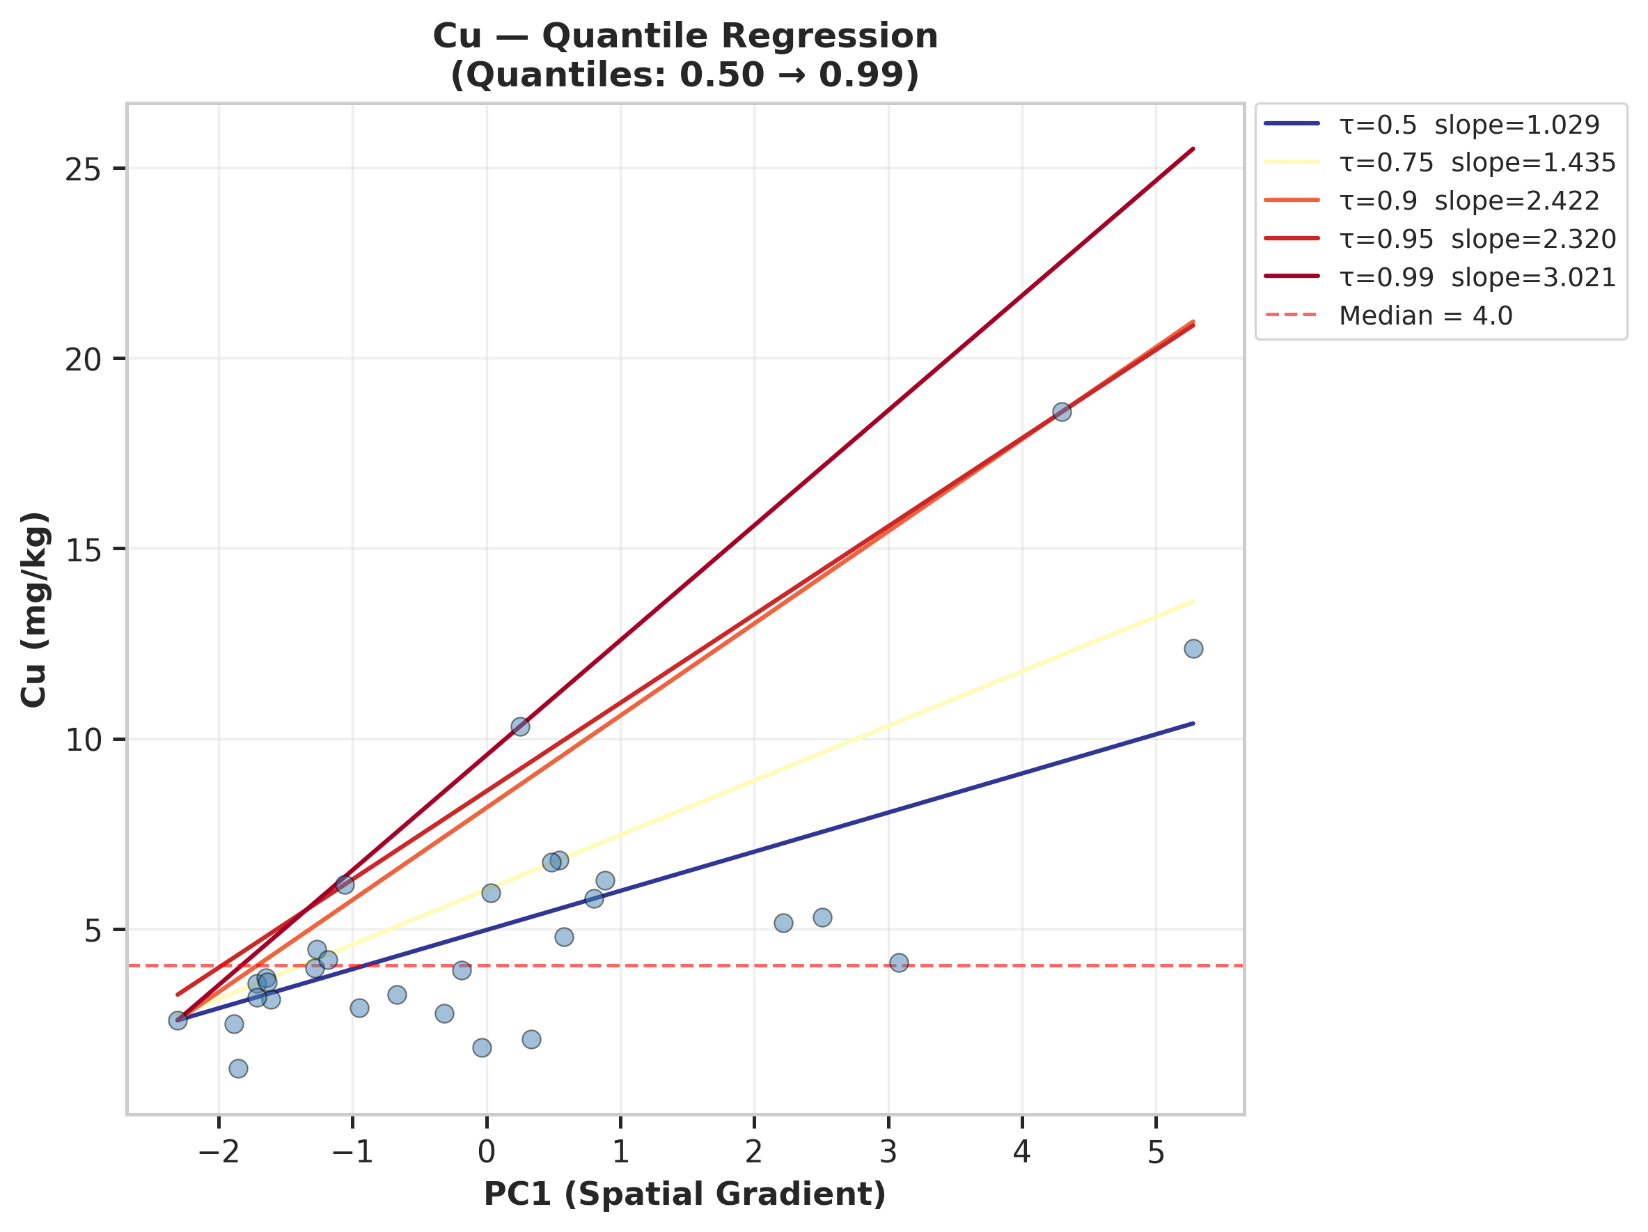 Cu — Quantile Regression
(Quantiles: 0.50 → 0.99)
τ=0.5 slope=1.029
τ=0.75 slope=1.435
τ=0.9 slope=2.422
τ=0.95 slope=2.320
τ=0.99 slope=3.021
Median = 4.0
25
20
15
10
5
Cu (mg/kg)
−2 −1 0 1 2 3 4 5
PC1 (Spatial Gradient)